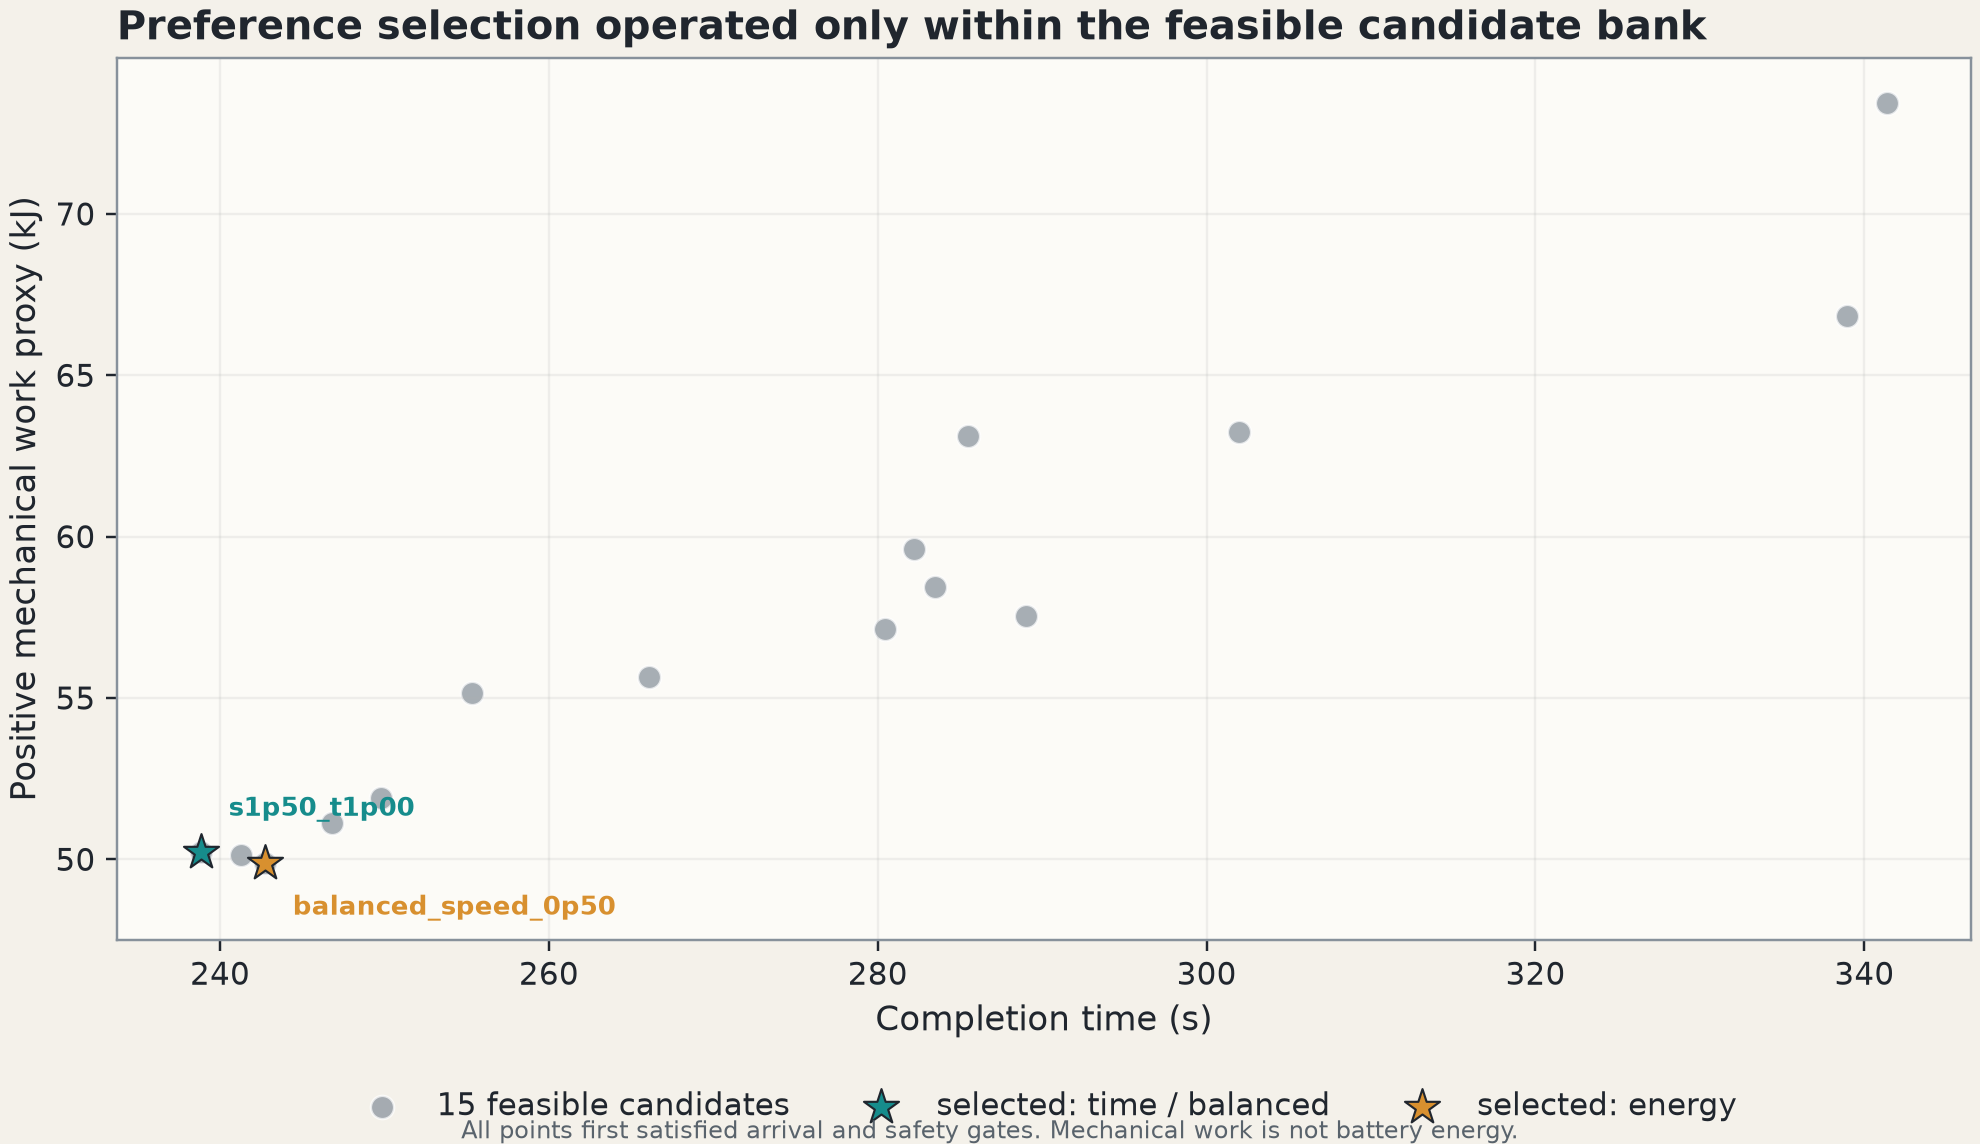 Preference selection operated only within the feasible candidate bank
Positive mechanical work proxy (kJ)
70
65
60
55
50
s1p50_t1p00
balanced_speed_0p50
240 260 280 300 320 340
Completion time (s)
15 feasible candidates selected: time / balanced selected: energy
All points first satisfied arrival and safety gates. Mechanical work is not battery energy.